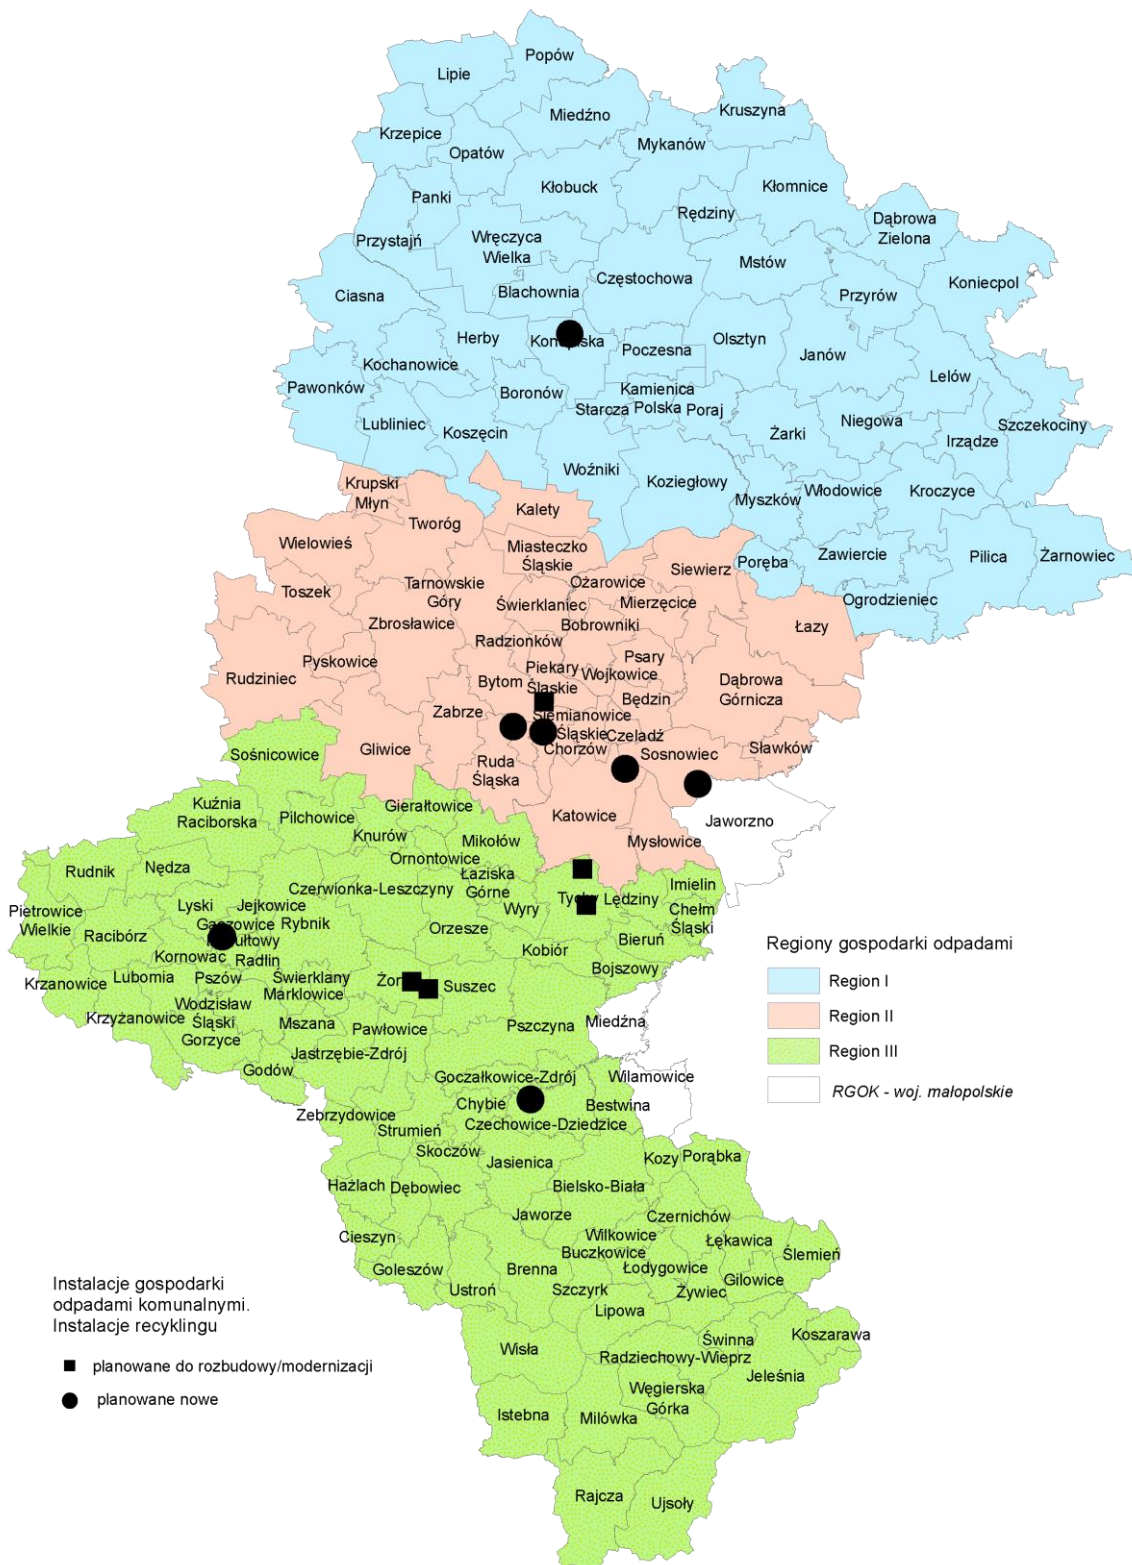 Popów
Lipie
Kruszyna
Miedźno
Krzepice
Mykanów
Opatów
Kłobuck
Kłomnice
Panki
Rędziny
Dąbrowa
Zielona
Przystajń
Wręczyca
Wielka
Mstów
Częstochowa
Koniecpol
Blachownia
Przyrów
Ciasna
Herby
Olsztyn
Poczesna
Janów
Kochanowice
Lelów
Pawonków
Boronów
Kamienica
Polska
Starcza
Poraj
Niegowa
Szczekociny
Lubliniec
Koszęcin
Żarki
Irządze
Woźniki
Koziegłowy
Krupski
Młyn
Myszków
Włodowice
Kroczyce
Kalety
Tworóg
Wielowieś
Miasteczko
Śląskie
Siewierz
Poręba
Zawiercie
Pilica
Żarnowiec
Toszek
Tarnowskie
Góry
Ożarowice
Świerklaniec
Mierzęcice
Ogrodzieniec
Zbrosławice
Bobrowniki
Łazy
Radzionków
Pyskowice
Psary
Rudziniec
Piekary
Śląskie
Wojkowice
Bytom
Dąbrowa
Górnicza
Zabrze
Będzin
Siemianowice
Śląskie
Czeladź
Gliwice
Chorzów
Sosnowiec
Sławków
Sośnicowice
Ruda
Śląska
Kuźnia
Raciborska
Pilchowice
Gierałtowice
Katowice
Jaworzno
Knurów
Mikołów
Mysłowice
Rudnik
Nędza
Ornontowice
Łaziska
Górne
Imielin
Czerwionka-Leszczyny
Tychy
Lędziny
Pietrowice
Wielkie
Lyski
Jejkowice
Wyry
Chełm
Śląski
Racibórz
Gaszowice
Rybnik
Orzesze
Bieruń
Kornowac
Radlin
Kobiór
Bojszowy
Krzanowice
Lubomia
Pszów
Świerklany
Suszec
Marklowice
Krzyżanowice
Wodzisław
Śląski
Mszana
Pawłowice
Pszczyna
Miedźna
Gorzyce
Jastrzębie-Zdrój
Godów
Goczałkowice-Zdrój
Wilamowice
Zebrzydowice
Chybie
Bestwina
Strumień
Czechowice-Dziedzice
Skoczów
Jasienica
Kozy
Porąbka
Hażlach
Dębowiec
Bielsko-Biała
Jaworze
Czernichów
Cieszyn
Wilkowice
Łękawica
Ślemień
Buczkowice
Goleszów
Brenna
Łodygowice
Gilowice
Ustroń
Szczyrk
Żywiec
Lipowa
Wisła
Świnna
Koszarawa
Radziechowy-Wieprz
Jeleśnia
Węgierska
Górka
Istebna
Milówka
Rajcza
Ujsoły
Regiony gospodarki odpadami
Region I
Region II
Region III
RGOK - woj. małopolskie
Instalacje gospodarki
odpadami komunalnymi.
Instalacje recyklingu
planowane do rozbudowy/modernizacji
planowane nowe